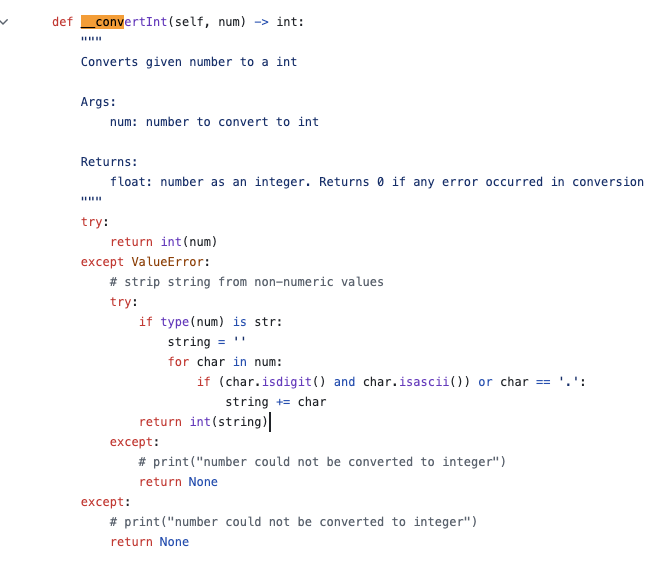 def __convertInt(self, num) -> int:
"""
Converts given number to a int
Args:
num: number to convert to int
Returns:
float: number as an integer. Returns 0 if any error occurred in conversion
"""
try:
return int(num)
except ValueError:
# strip string from non-numeric values
try:
if type(num) is str:
string = ''
for char in num:
if (char.isdigit() and char.isascii()) or char == '.':
string += char
return int(string)
except:
# print("number could not be converted to integer")
return None
except:
# print("number could not be converted to integer")
return None